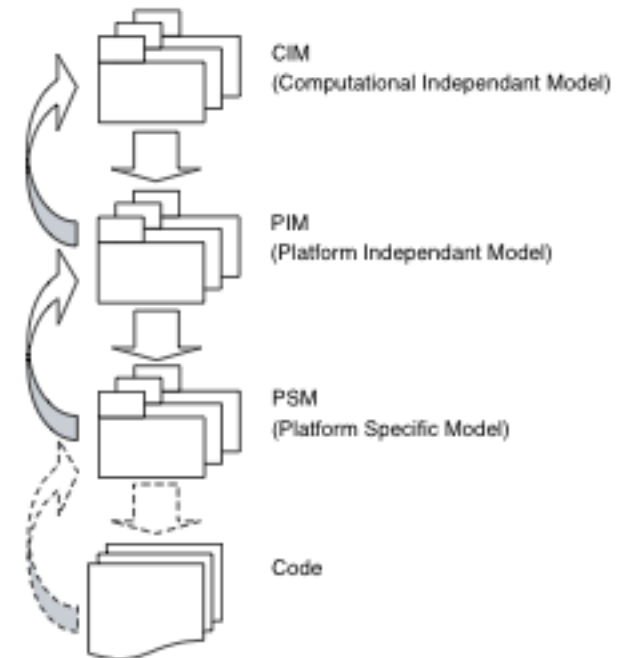 CIM
(Computational Independant Model)
PIM
(Platform Independant Model)
PSM
(Platform Specific Model)
Code